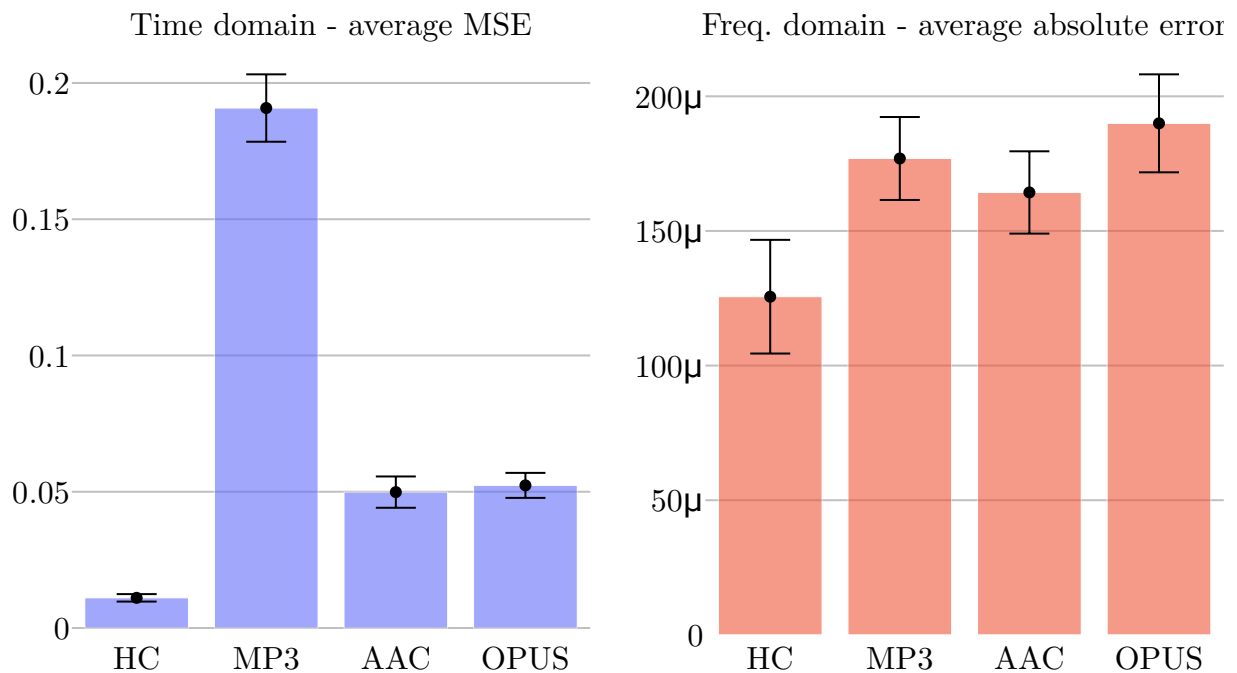 Time domain - average MSE
0.2
0.15
0.1
0.05
0
HC MP3 AAC OPUS
Freq. domain - average absolute error
200µ
150µ
100µ
50µ
0
HC MP3 AAC OPUS